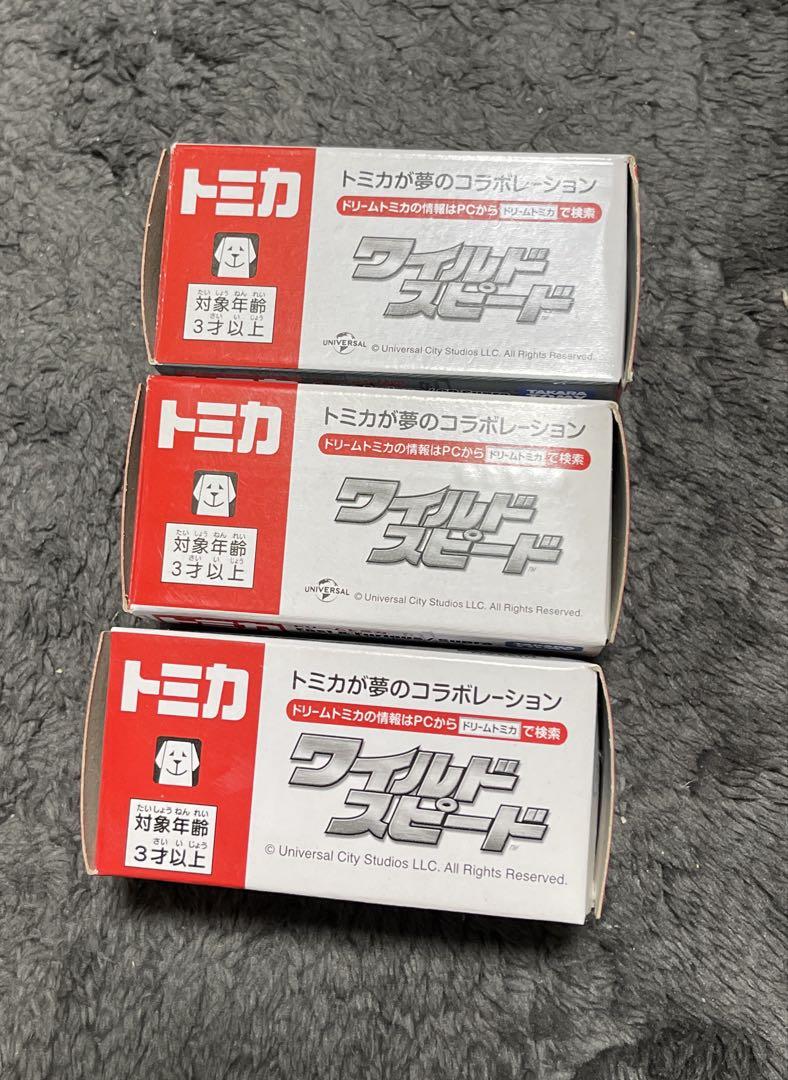 トミカ
トミカが夢のコラボレーション
ドリームトミカの情報はPCから ドリームトミカ で検索
ワイルド
スピード™
たいしょうねんれい
対象年齢
さいいじょう
3才以上
UNIVERSAL © Universal City Studios LLC. All Rights Reserved.
TAKARA
トミカ
トミカが夢のコラボレーション
ドリームトミカの情報はPCから ドリームトミカ で検索
ワイルド
スピード™
たいしょうねんれい
対象年齢
さいいじょう
3才以上
UNIVERSAL © Universal City Studios LLC. All Rights Reserved.
トミカ
トミカ
トミカが夢のコラボレーション
ドリームトミカの情報はPCから ドリームトミカ で検索
ワイルド
スピード™
たいしょうねんれい
対象年齢
さいいじょう
3才以上
© Universal City Studios LLC. All Rights Reserved.